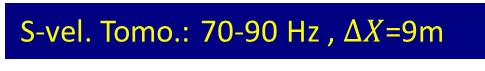 S-vel. Tomo.: 70-90 Hz , Δ𝑋=9m